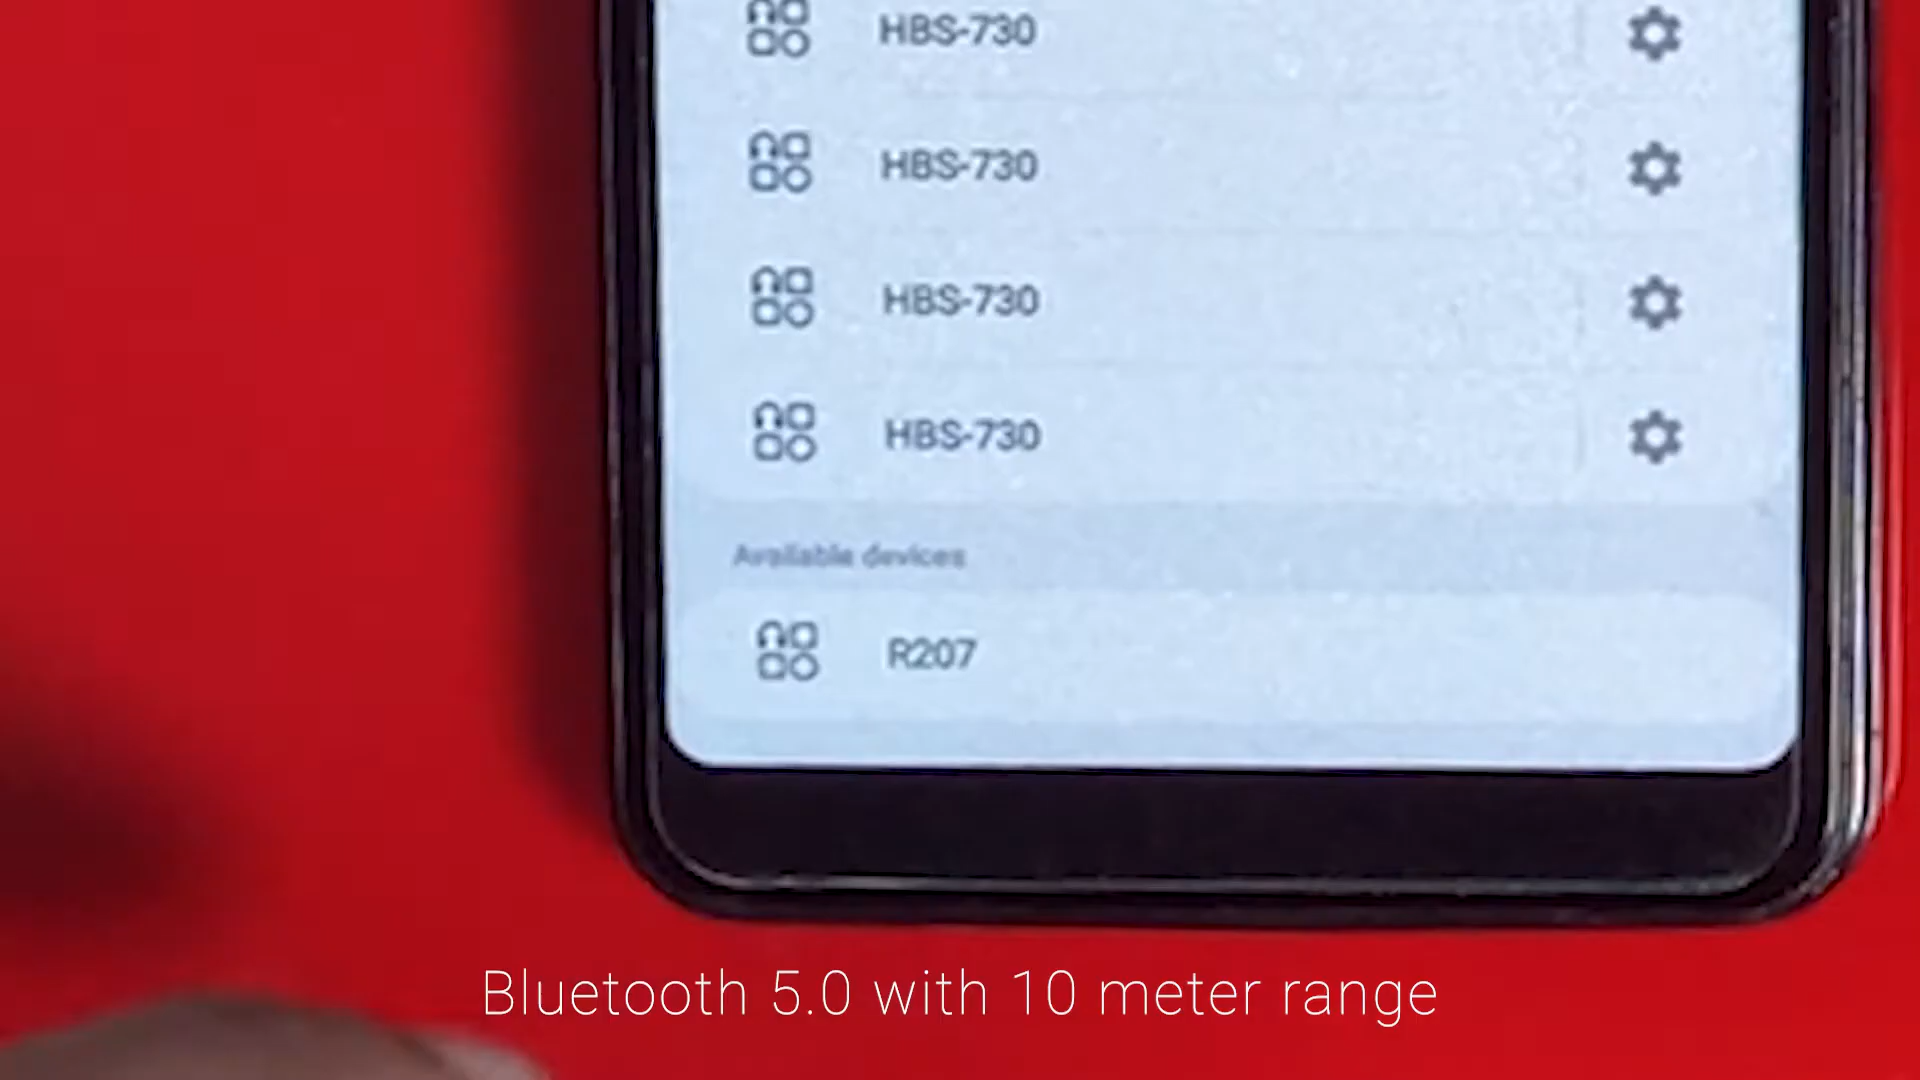 HBS-730
HBS-730
HBS-730
HBS-730
Available devices
R207
Bluetooth 5.0 with 10 meter range